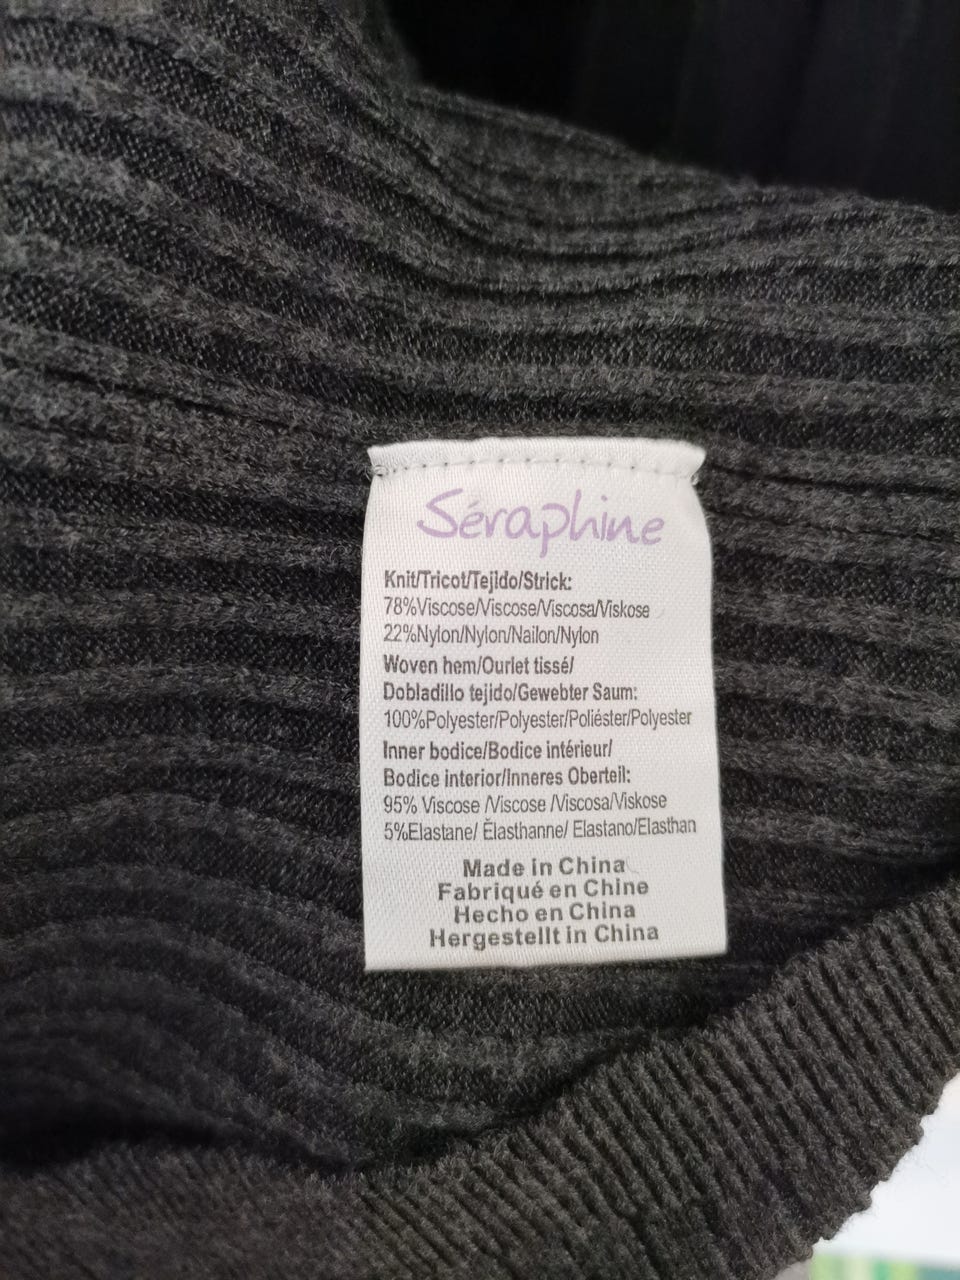 Séraphine
Knit/Tricot/Tejido/Strick:
78%Viscose/Viscose/Viscosa/Viskose
22%Nylon/Nylon/Nailon/Nylon
Woven hem/Ourlet tissé/
Dobladillo tejido/Gewebter Saum:
100%Polyester/Polyester/Poliéster/Polyester
Inner bodice/Bodice intérieur/
Bodice interior/Inneres Oberteil:
95% Viscose /Viscose /Viscosa/Viskose
5%Elastane/ Élasthanne/ Elastano/Elasthan
Made in China
Fabriqué en Chine
Hecho en China
Hergestellt in China